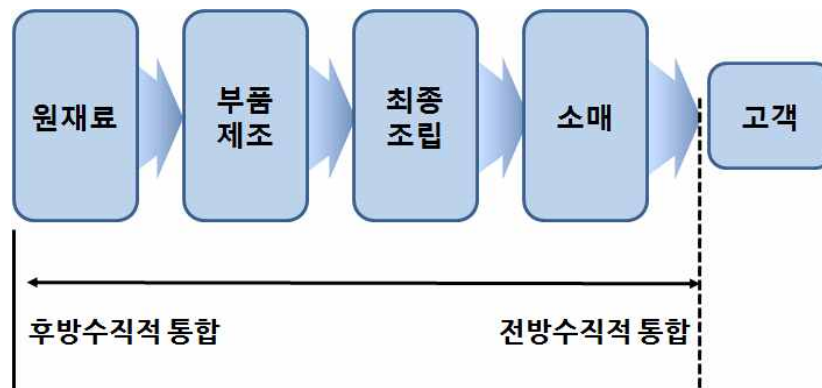 원재료
부품
제조
최종
조립
소매
고객
후방수직적 통합
전방수직적 통합